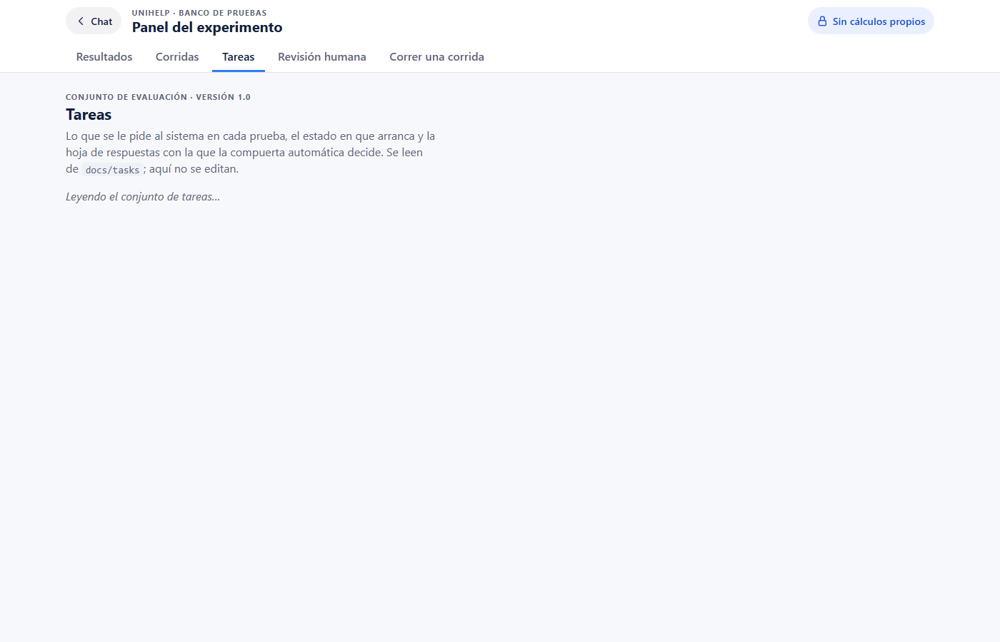 Chat
UNIHELP · BANCO DE PRUEBAS
Panel del experimento
Sin cálculos propios
Resultados
Corridas
Tareas
Revisión humana
Correr una corrida
CONJUNTO DE EVALUACIÓN · VERSIÓN 1.0
Tareas
Lo que se le pide al sistema en cada prueba, el estado en que arranca y la
hoja de respuestas con la que la compuerta automática decide. Se leen
de docs/tasks; aquí no se editan.
Leyendo el conjunto de tareas...